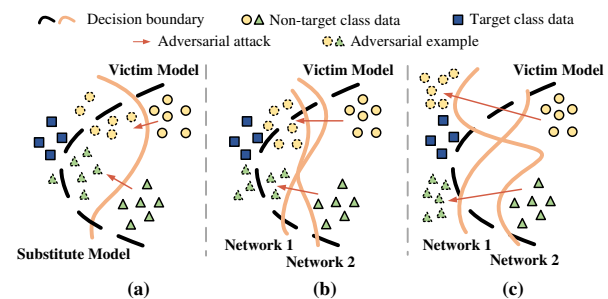 Decision boundary
Non-target class data
Target class data
Adversarial attack
Adversarial example
Victim Model
Substitute Model
(a)
Victim Model
Network 1
Network 2
(b)
Victim Model
Network 1
Network 2
(c)